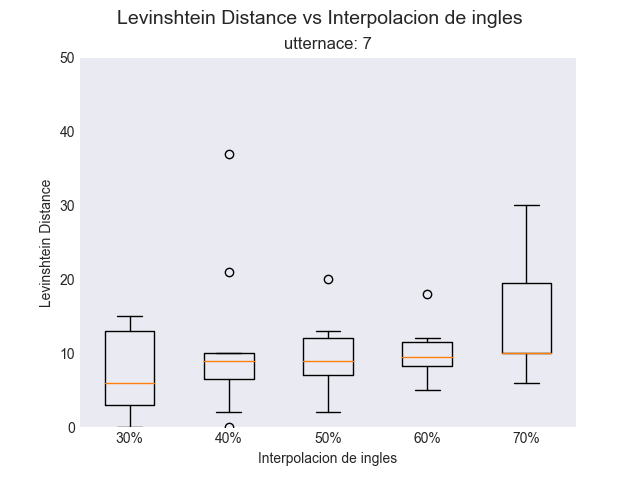 Levinshtein Distance vs Interpolacion de ingles
utternace: 7
50
40
30
20
10
0
Levinshtein Distance
30% 40% 50% 60% 70%
Interpolacion de ingles